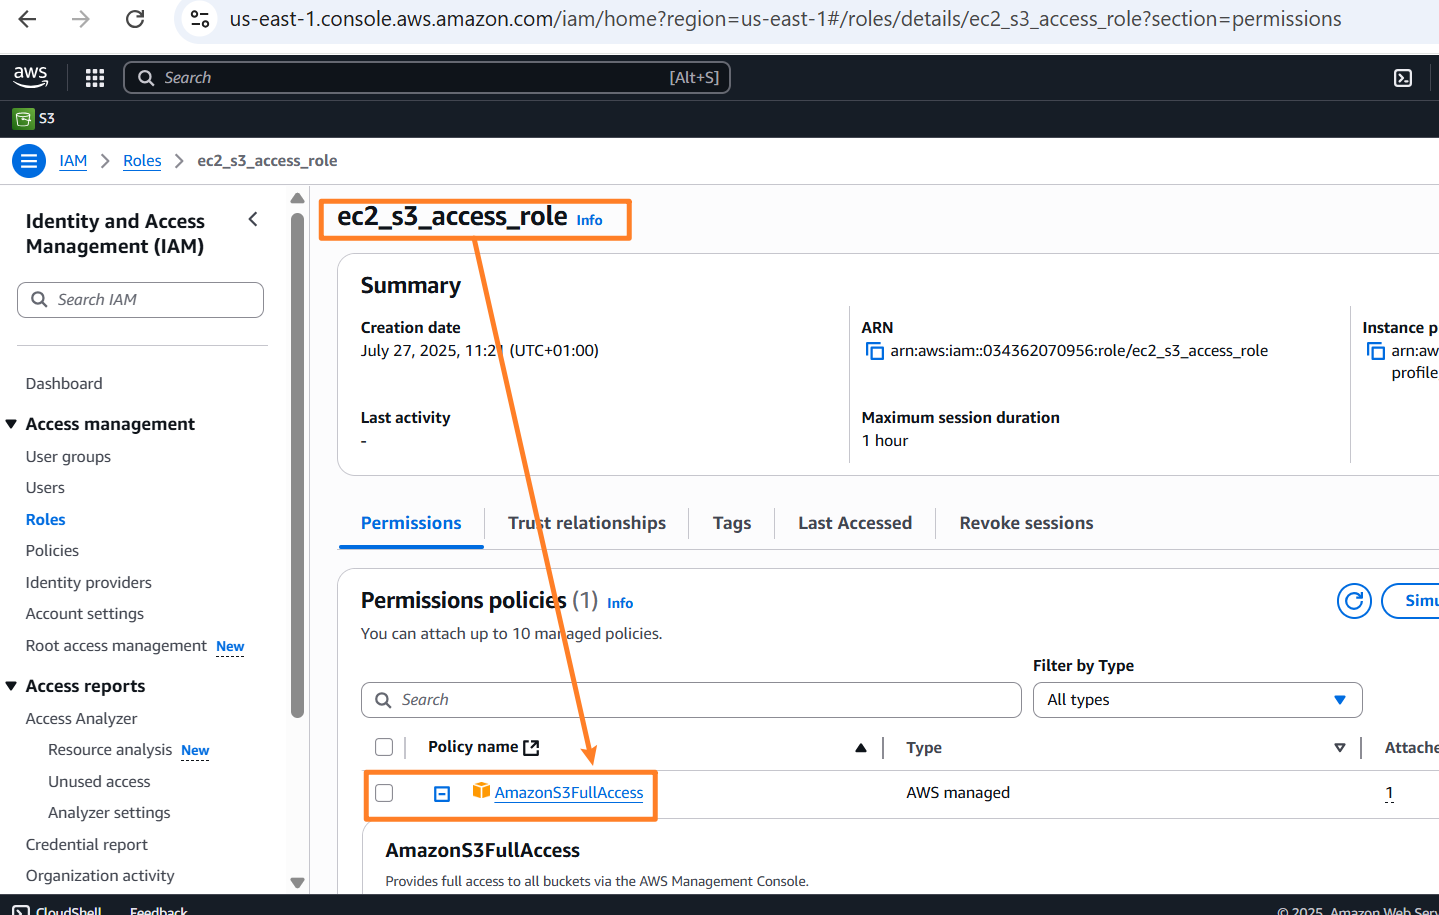 us-east-1.console.aws.amazon.com/iam/home?region=us-east-1#/roles/details/ec2_s3_access_role?section=permissions
aws
Search [Alt+S]
S3
IAM Roles ec2_s3_access_role
Identity and Access
Management (IAM)
Search IAM
Dashboard
Access management
User groups
Users
Roles
Policies
Identity providers
Account settings
Root access management New
Access reports
Access Analyzer
Resource analysis New
Unused access
Analyzer settings
Credential report
Organization activity
ec2_s3_access_role Info
Summary
Creation date
July 27, 2025, 11:21 (UTC+01:00)
Last activity
-
ARN
arn:aws:iam::034362070956:role/ec2_s3_access_role
Maximum session duration
1 hour
Instance p
arn:aw
profile
Permissions Trust relationships Tags Last Accessed Revoke sessions
Permissions policies (1) Info
Simu
You can attach up to 10 managed policies.
Filter by Type
Search
All types
Policy name Type Attache
AmazonS3FullAccess AWS managed 1
AmazonS3FullAccess
Provides full access to all buckets via the AWS Management Console.
CloudShell Feedback © 2025, Amazon Web Serv